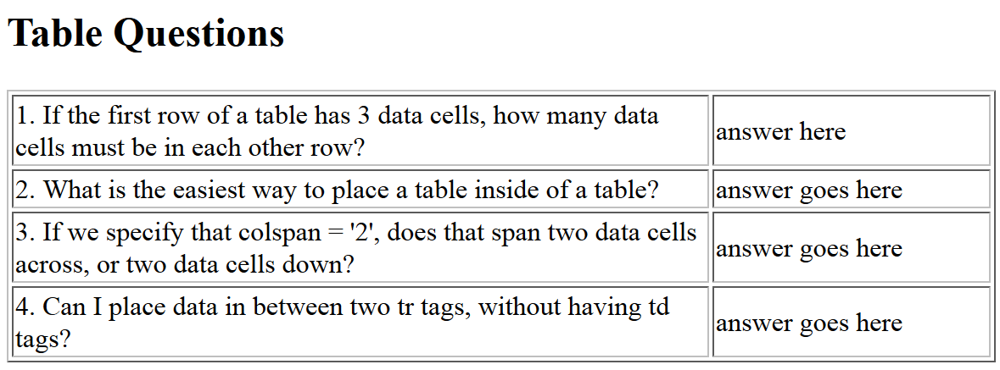 Table Questions
1. If the first row of a table has 3 data cells, how many data
cells must be in each other row?
answer here
2. What is the easiest way to place a table inside of a table?
answer goes here
3. If we specify that colspan = '2', does that span two data cells
across, or two data cells down?
answer goes here
4. Can I place data in between two tr tags, without having td
tags?
answer goes here